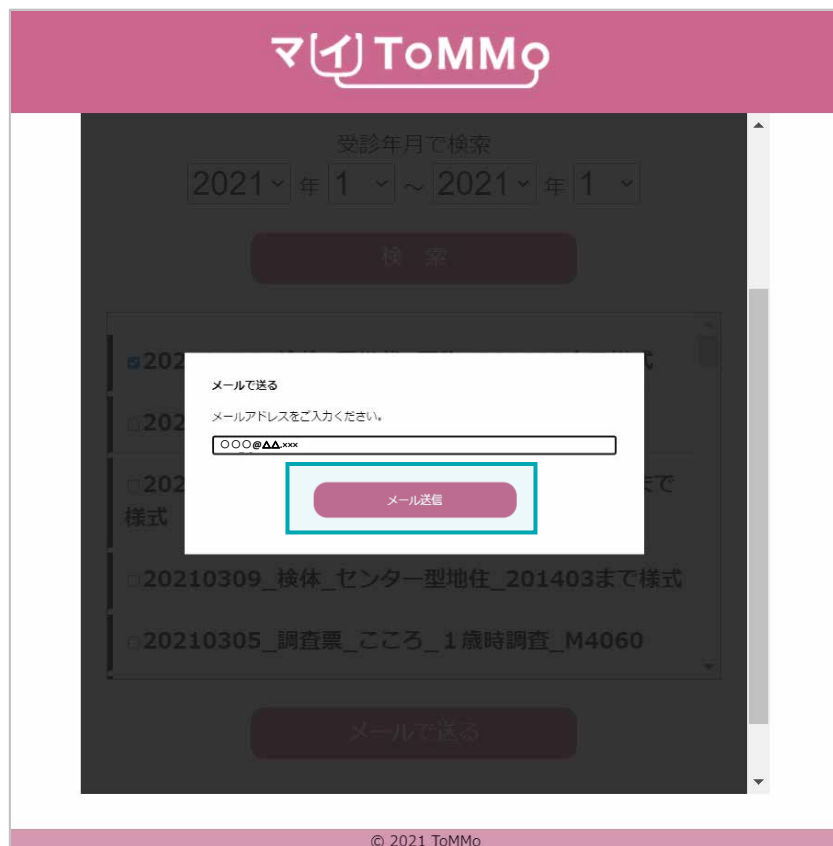 マイ ToMMo
受診年月で検索
2021 年 1 ~ 2021 年 1
検 索
202 様式
メールで送る
メールアドレスをご入力ください。
○○○@△△.xxx
202
メール送信
202 まで
様式
20210309_検体_センター型地住_201403まで様式
20210305_調査票_こころ_1歳時調査_M4060
メールで送る
© 2021 ToMMo